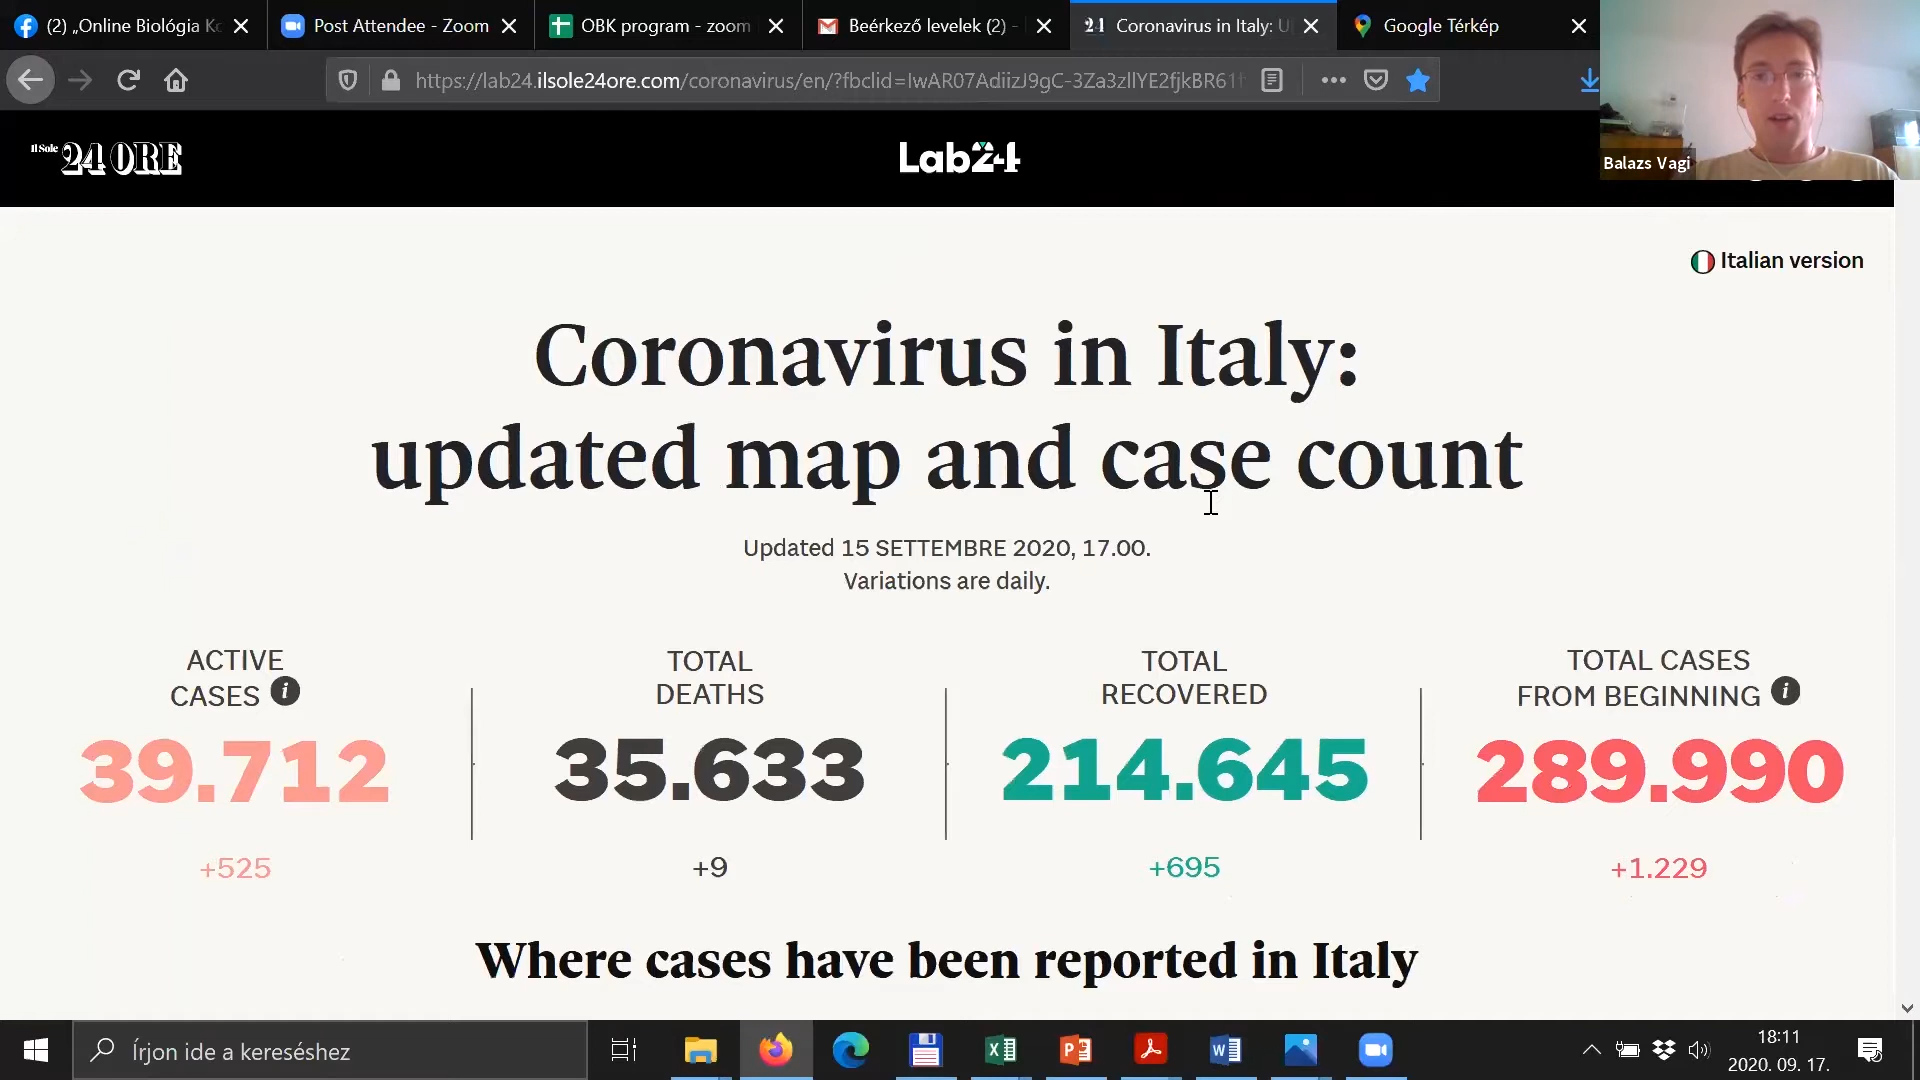 (2) „Online Biológia Ko
Post Attendee - Zoom
OBK program - zoom
Beérkező levelek (2) -
Coronavirus in Italy: U
Google Térkép
https://lab24.ilsole24ore.com/coronavirus/en/?fbclid=IwAR07AdiizJ9gC-3Za3zllYE2fjkBR61
Balazs Vagi
Il Sole 24 ORE
Lab24
Italian version
Coronavirus in Italy:
updated map and case count
Updated 15 SETTEMBRE 2020, 17.00.
Variations are daily.
ACTIVE
CASES
39.712
+525
TOTAL
DEATHS
35.633
+9
TOTAL
RECOVERED
214.645
+695
TOTAL CASES
FROM BEGINNING
289.990
+1.229
Where cases have been reported in Italy
Írjon ide a kereséshez
18:11
2020. 09. 17.